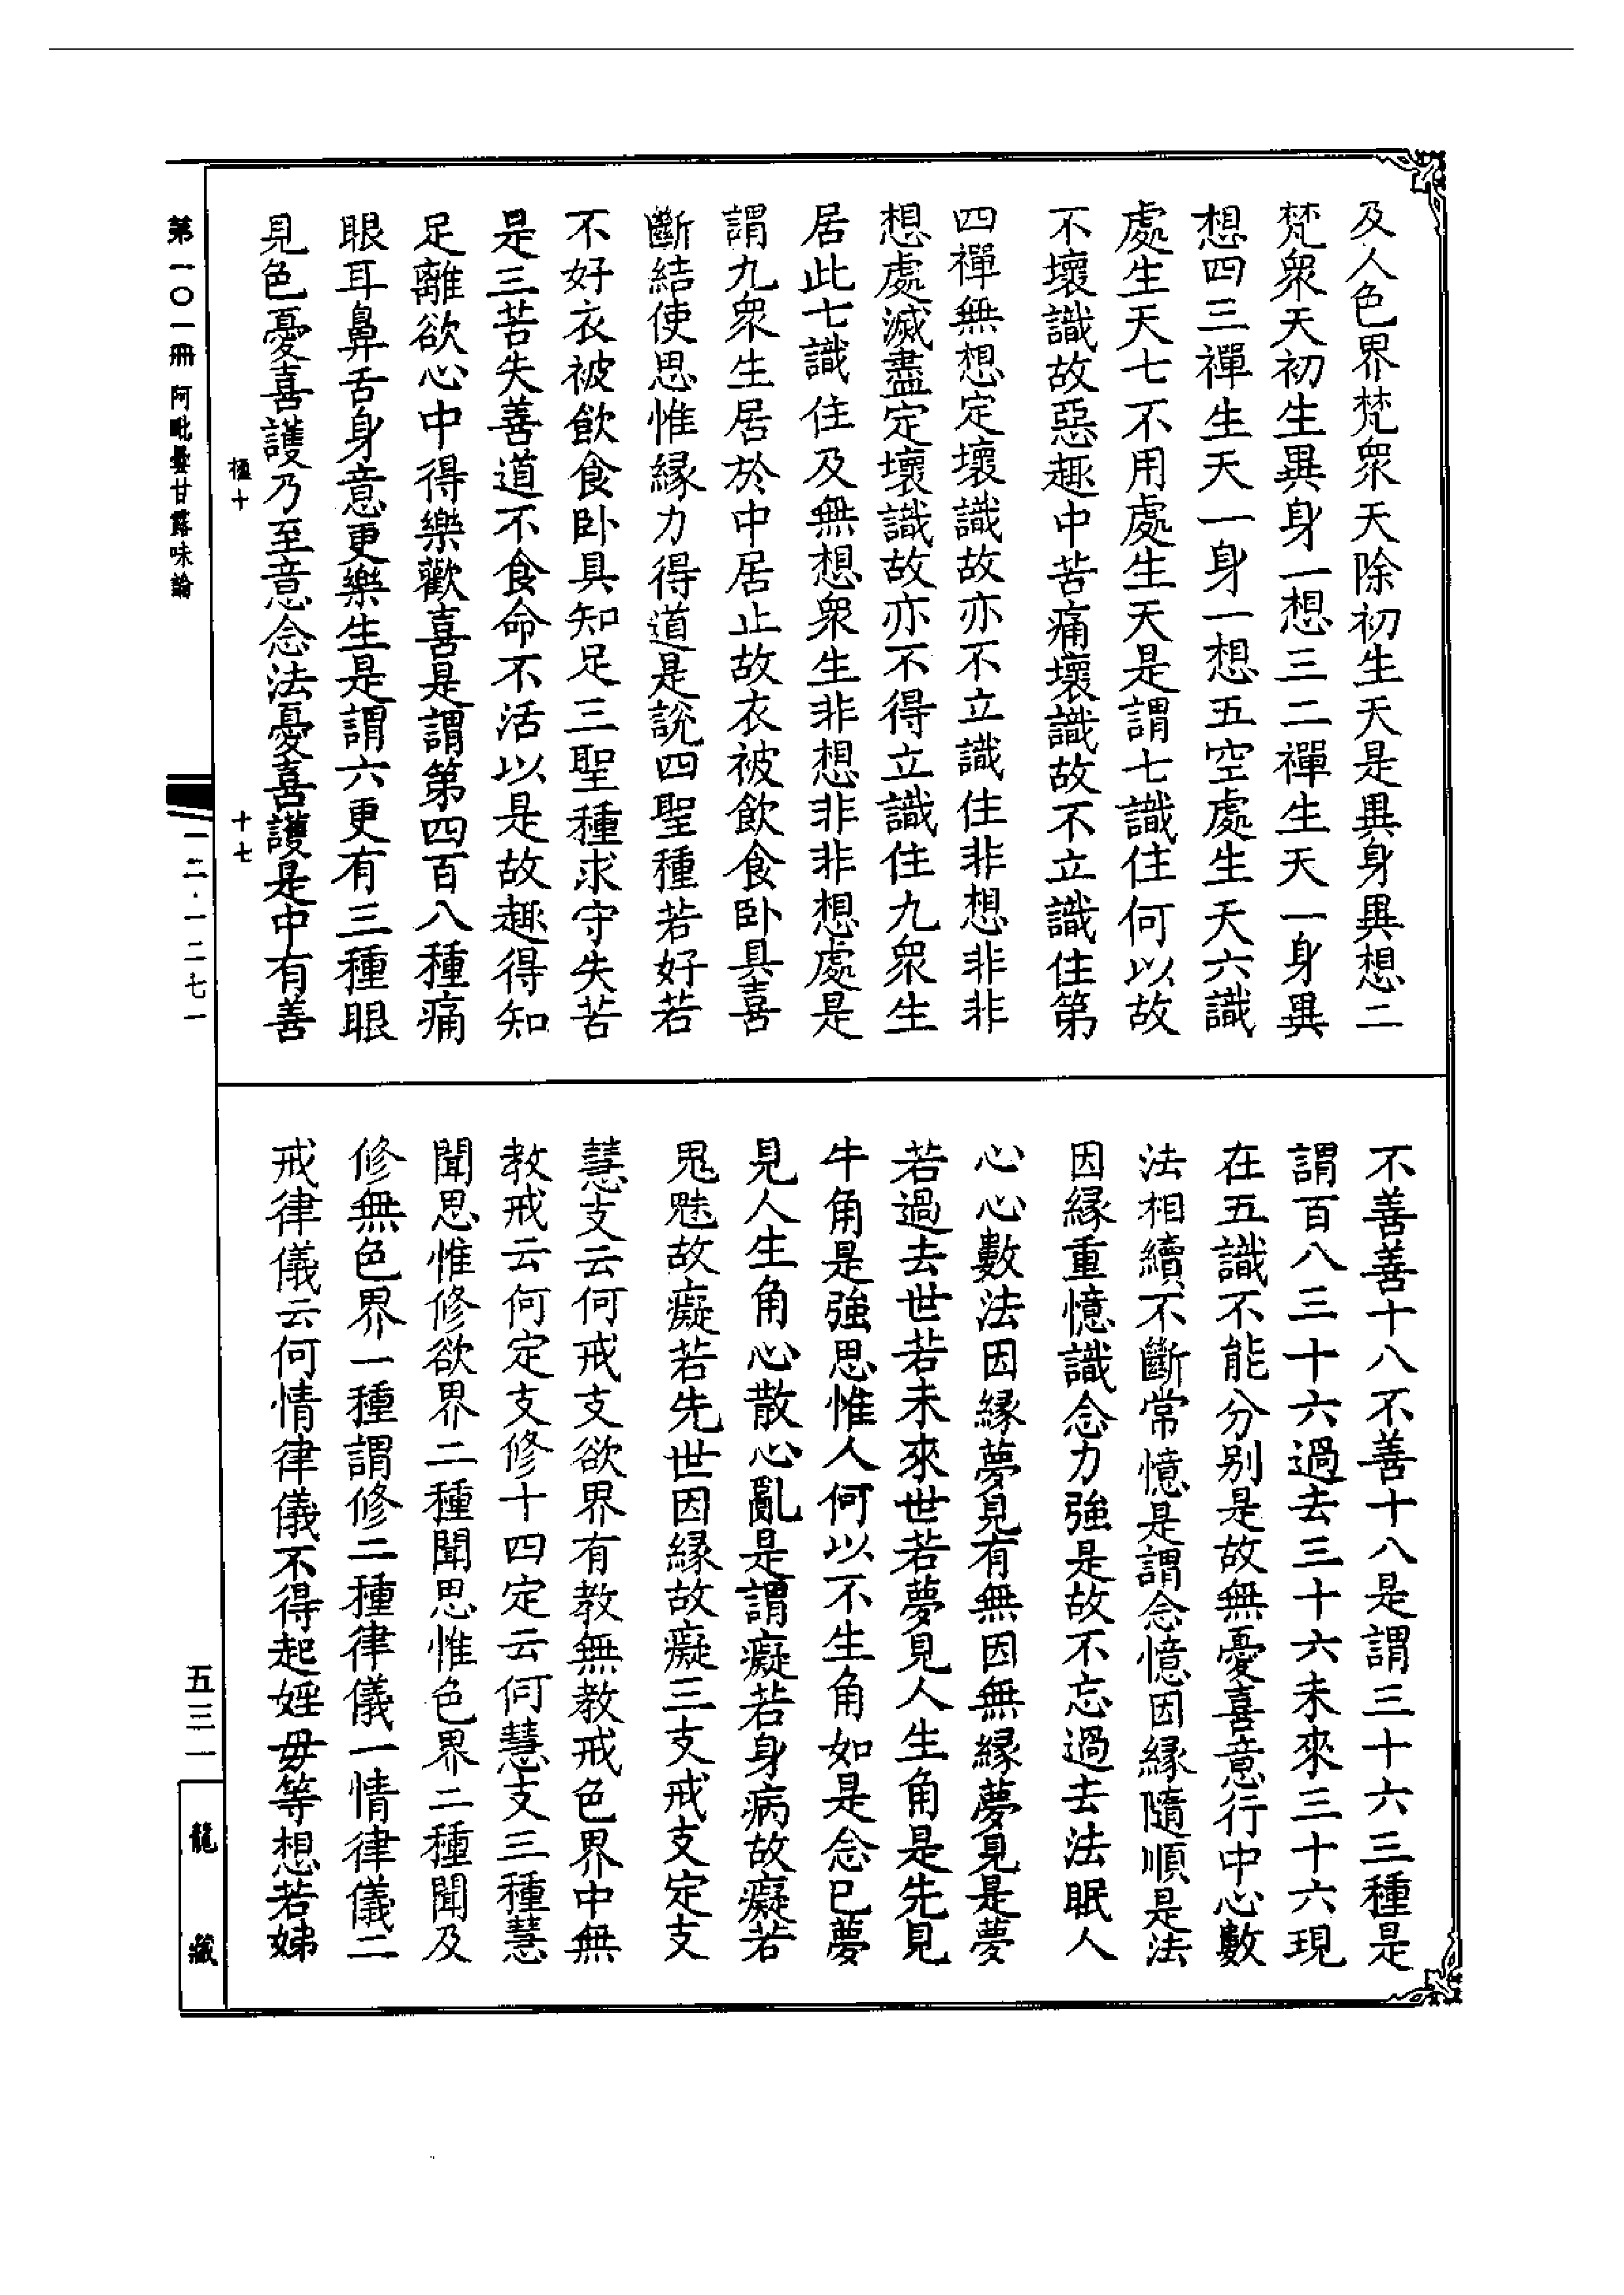 及人色界梵衆天除初生天是異身異想二
梵衆天初生異身一想三二禪生天一身異
想四三禪生天一身一想五空處生天六識
處生天七不用處生天是謂七識住何以故
不壞識故惡趣中苦痛壞識故不立識住第
四禪無想定壞識故亦不立識住非想非非
想處滅盡定壞識故亦不得立識住九衆生
居此七識住及無想衆生非想非非想處是
謂九衆生居於中居止故衣被飲食卧具喜
斷結使思惟緣力得道是說四聖種若好若
不好衣被飲食卧具知足三聖種求守失苦
是三苦失善道不食命不活以是故趣得知
足離欲心中得樂歡喜是謂第四百八種痛
眼耳鼻舌身意更樂生是謂六更有三種眼
見色憂喜護乃至意念法憂喜護是中有善
不善善十八不善十八是謂三十六三種是
謂百八三十六過去三十六未來三十六現
在五識不能分别是故無憂喜意行中心數
法相續不斷常憶是謂念憶因緣隨順是法
因緣重憶識念力強是故不忘過去法眠人
心心數法因緣夢見有無因無緣夢見是夢
若過去世若未來世若夢見人生角是先見
牛角是強思惟人何以不生角如是念已夢
見人生角心散心亂是謂癡若身病故癡若
鬼魅故癡若先世因緣故癡三支戒支定支
慧支云何戒支欲界有教無教戒色界中無
教戒云何定支修十四定云何慧支三種慧
聞思惟修欲界二種聞思惟色界二種聞及
修無色界一種謂修二種律儀一情律儀二
戒律儀云何情律儀不得起婬毋等想若娣
極十
十七
第一〇一冊 阿毗曇甘露味論
一二·一二七一
五三一
龍藏